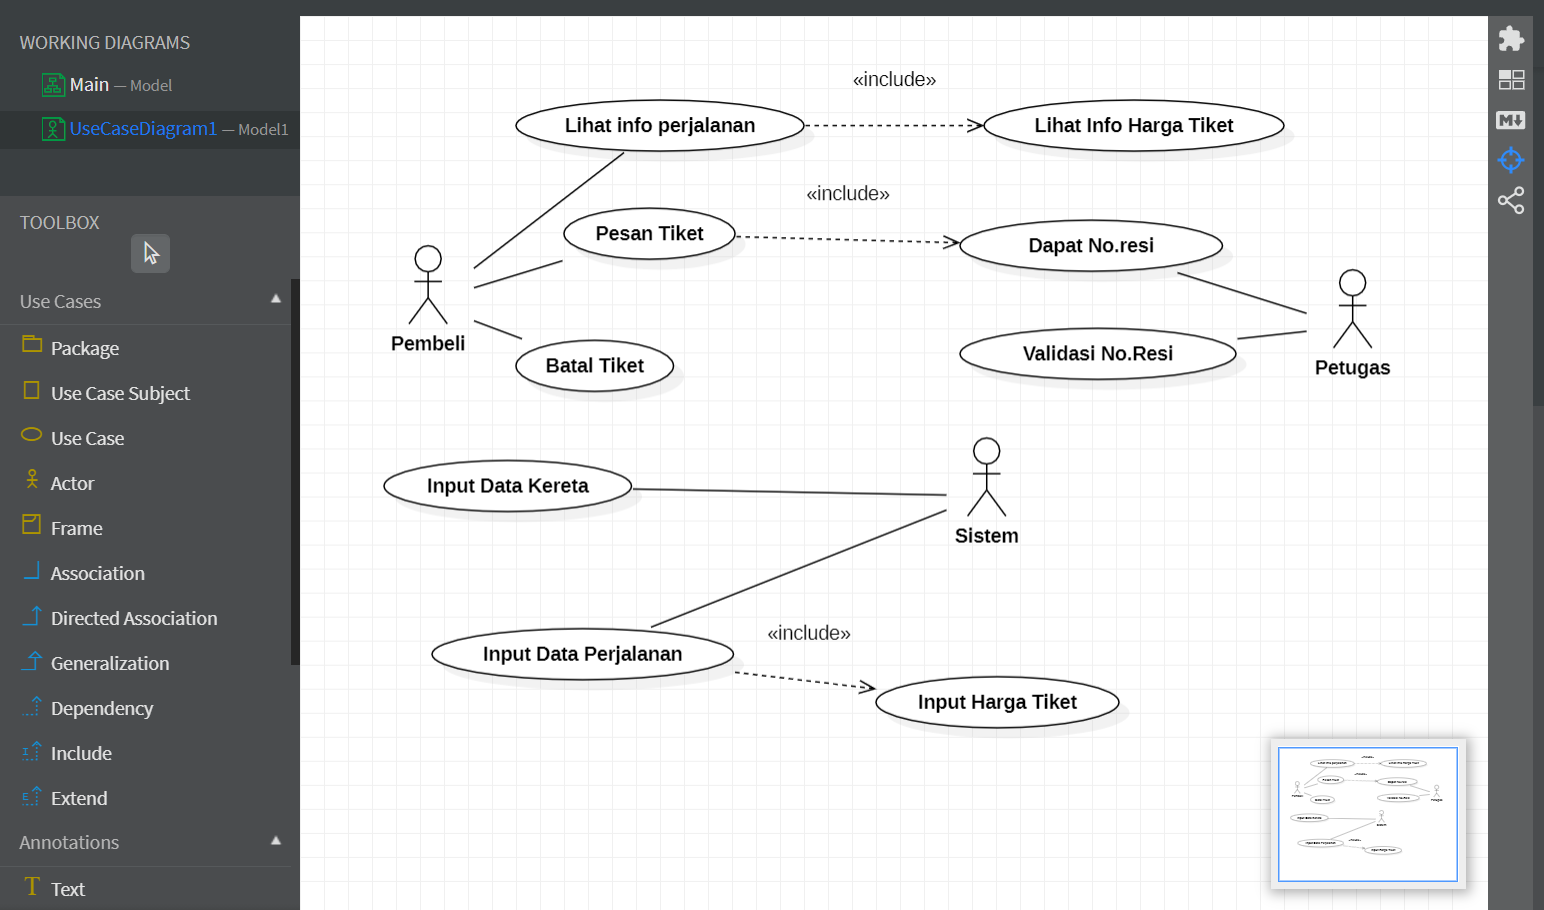 WORKING DIAGRAMS
Main — Model
UseCaseDiagram1 — Model1
TOOLBOX
Use Cases
Package
Use Case Subject
Use Case
Actor
Frame
Association
Directed Association
Generalization
Dependency
Include
Extend
Annotations
Text
«include»
Lihat info perjalanan
Lihat Info Harga Tiket
«include»
Pesan Tiket
Dapat No.resi
Pembeli
Batal Tiket
Validasi No.Resi
Petugas
Input Data Kereta
Sistem
«include»
Input Data Perjalanan
Input Harga Tiket
M